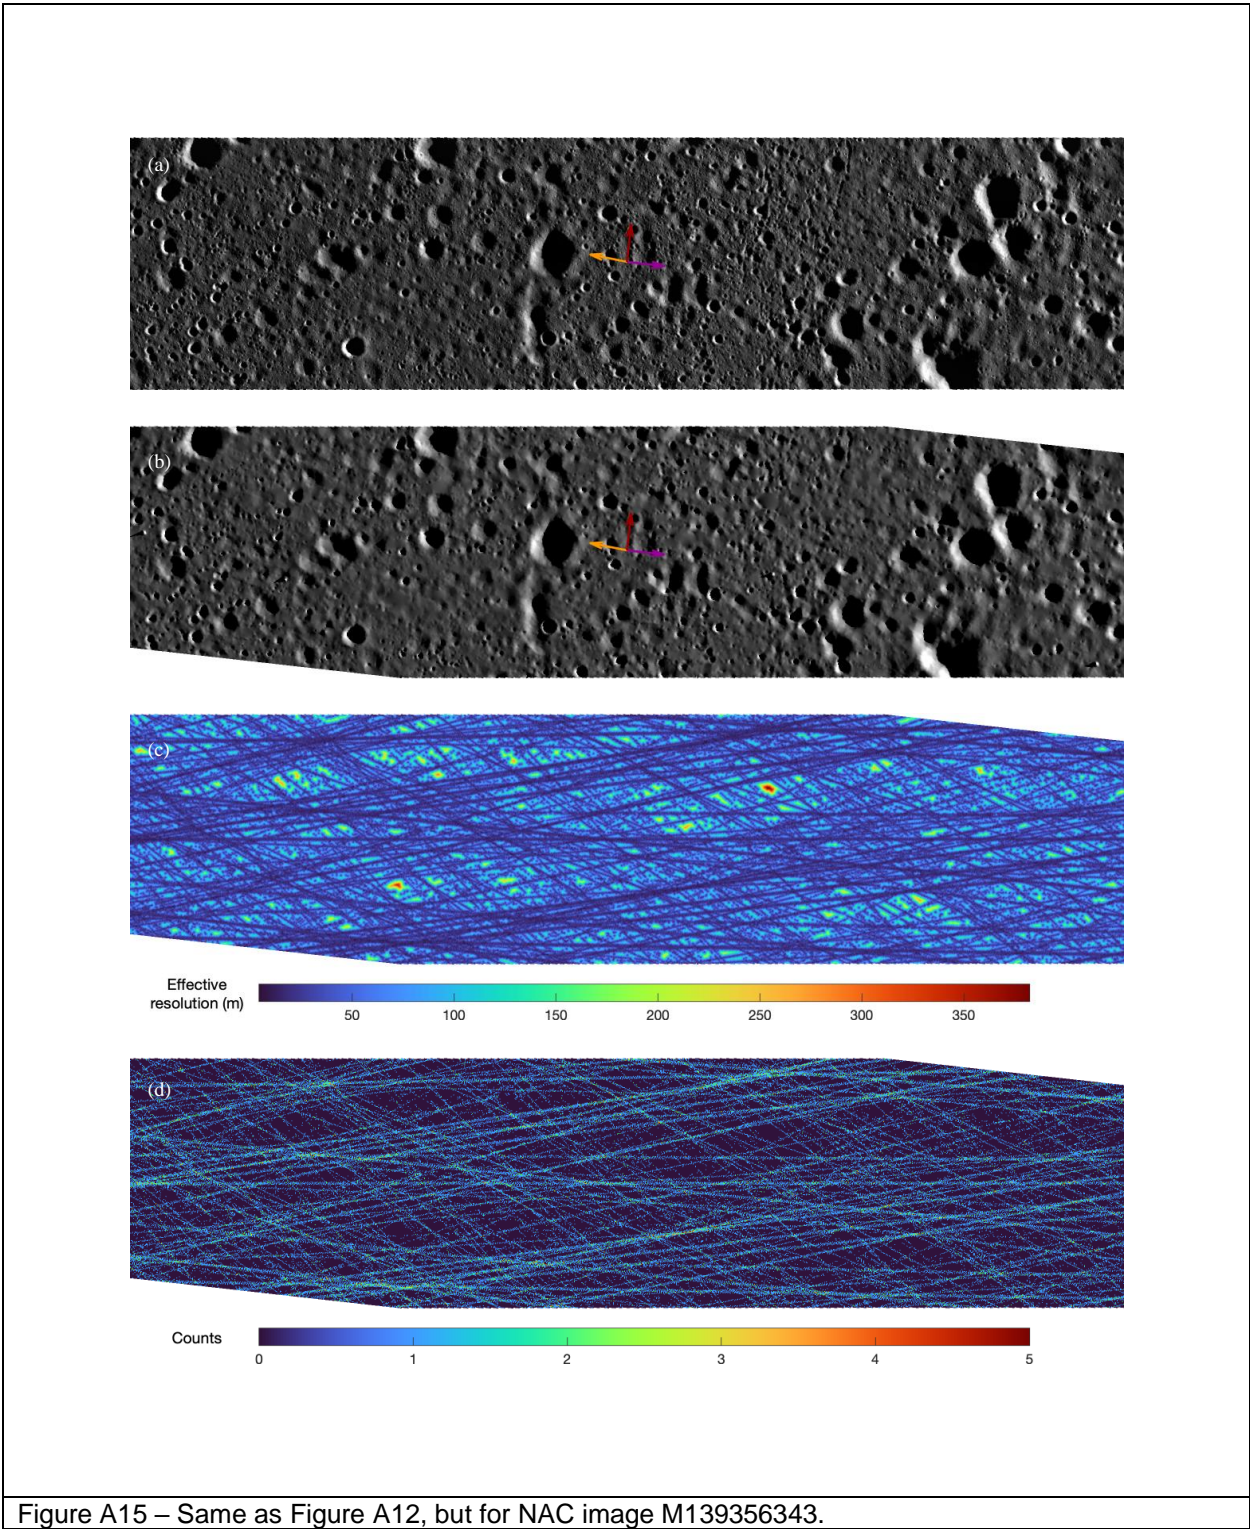 (a)
(b)
(c)
Effective
resolution (m)
50 100 150 200 250 300 350
(d)
Counts
0 1 2 3 4 5
Figure A15 – Same as Figure A12, but for NAC image M139356343.